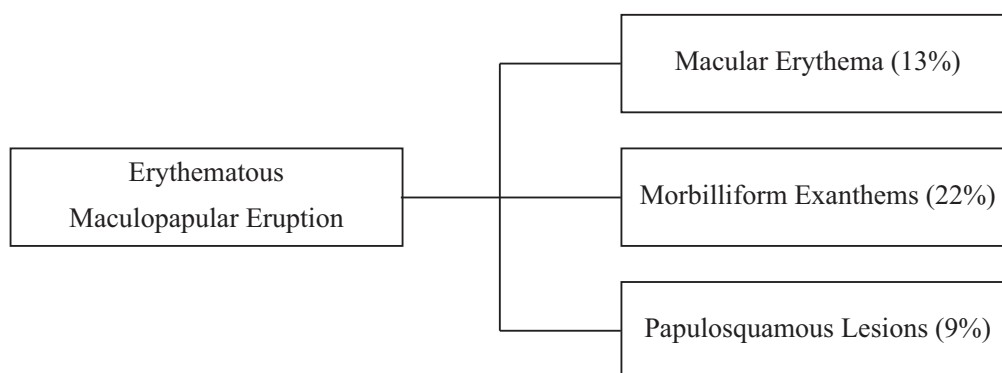 Macular Erythema (13%)
Erythematous
Maculopapular Eruption
Morbilliform Exanthems (22%)
Papulosquamous Lesions (9%)